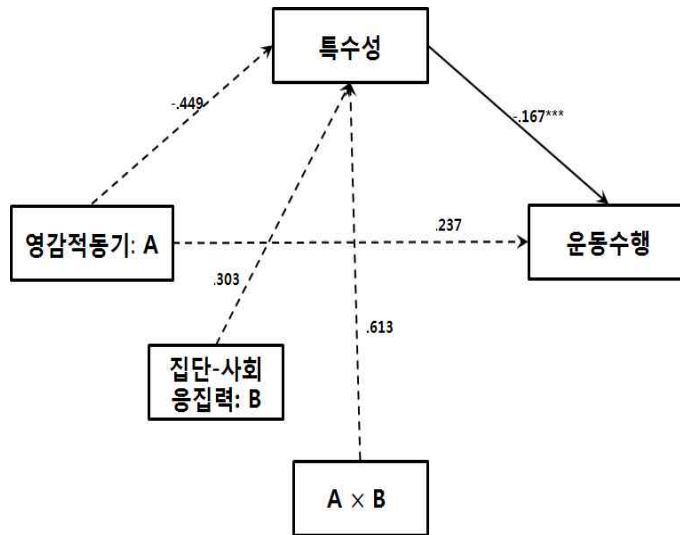 특수성
-.449
-.167***
영감적동기: A
.237
운동수행
.303
.613
집단-사회
응집력: B
A × B